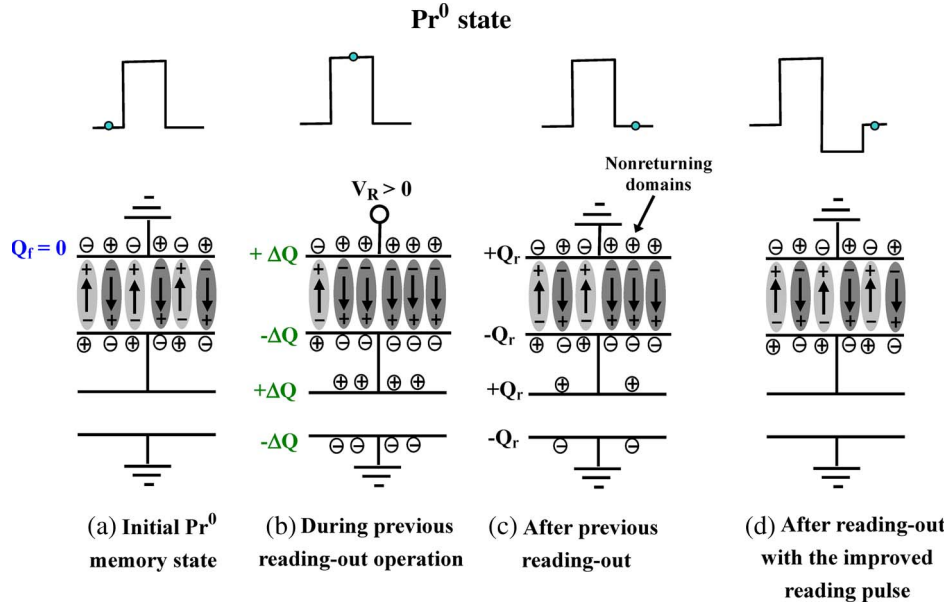 Pr⁰ state
Nonreturning
domains
V_R > 0
Q_f = 0
+ ΔQ
-ΔQ
+ΔQ
-ΔQ
+Q_r
-Q_r
+Q_r
-Q_r
(a) Initial Pr⁰
memory state
(b) During previous
reading-out operation
(c) After previous
reading-out
(d) After reading-out
with the improved
reading pulse